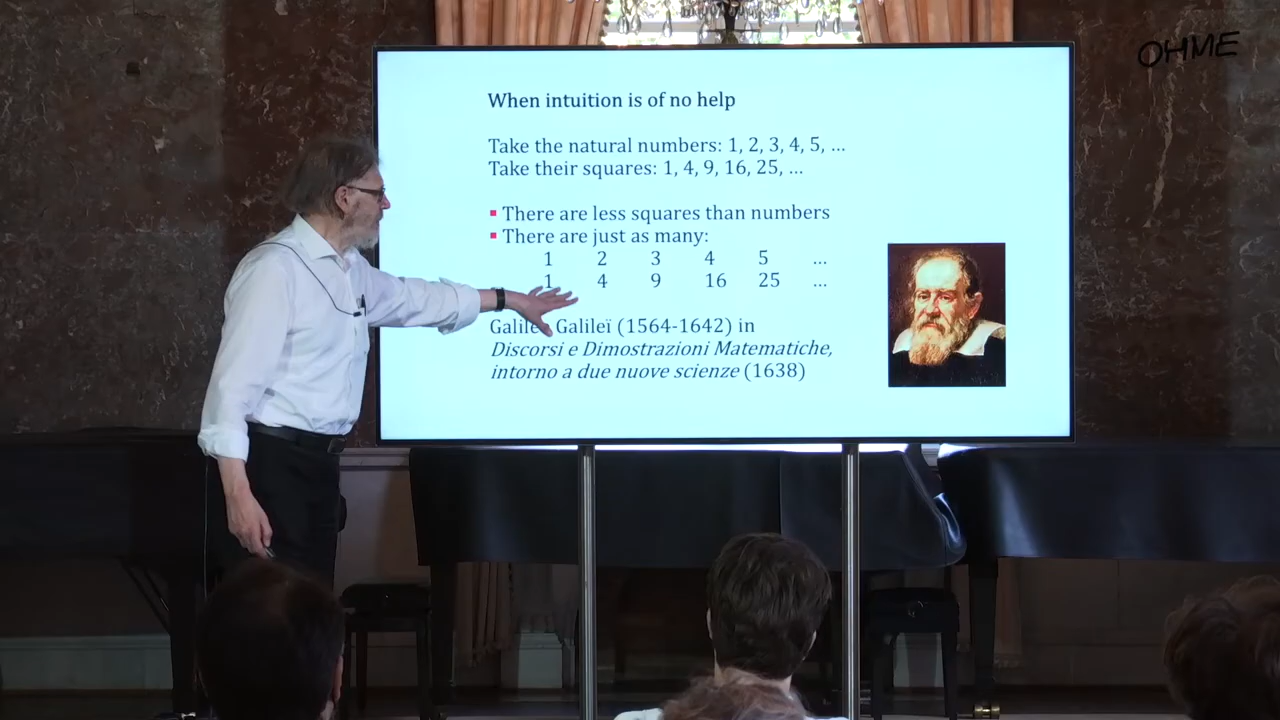 OHME
When intuition is of no help
Take the natural numbers: 1, 2, 3, 4, 5, ...
Take their squares: 1, 4, 9, 16, 25, ...
▪ There are less squares than numbers
▪ There are just as many:
1 2 3 4 5 ...
1 4 9 16 25 ...
Galileï (1564-1642) in
Discorsi e Dimostrazioni Matematiche,
intorno a due nuove scienze (1638)